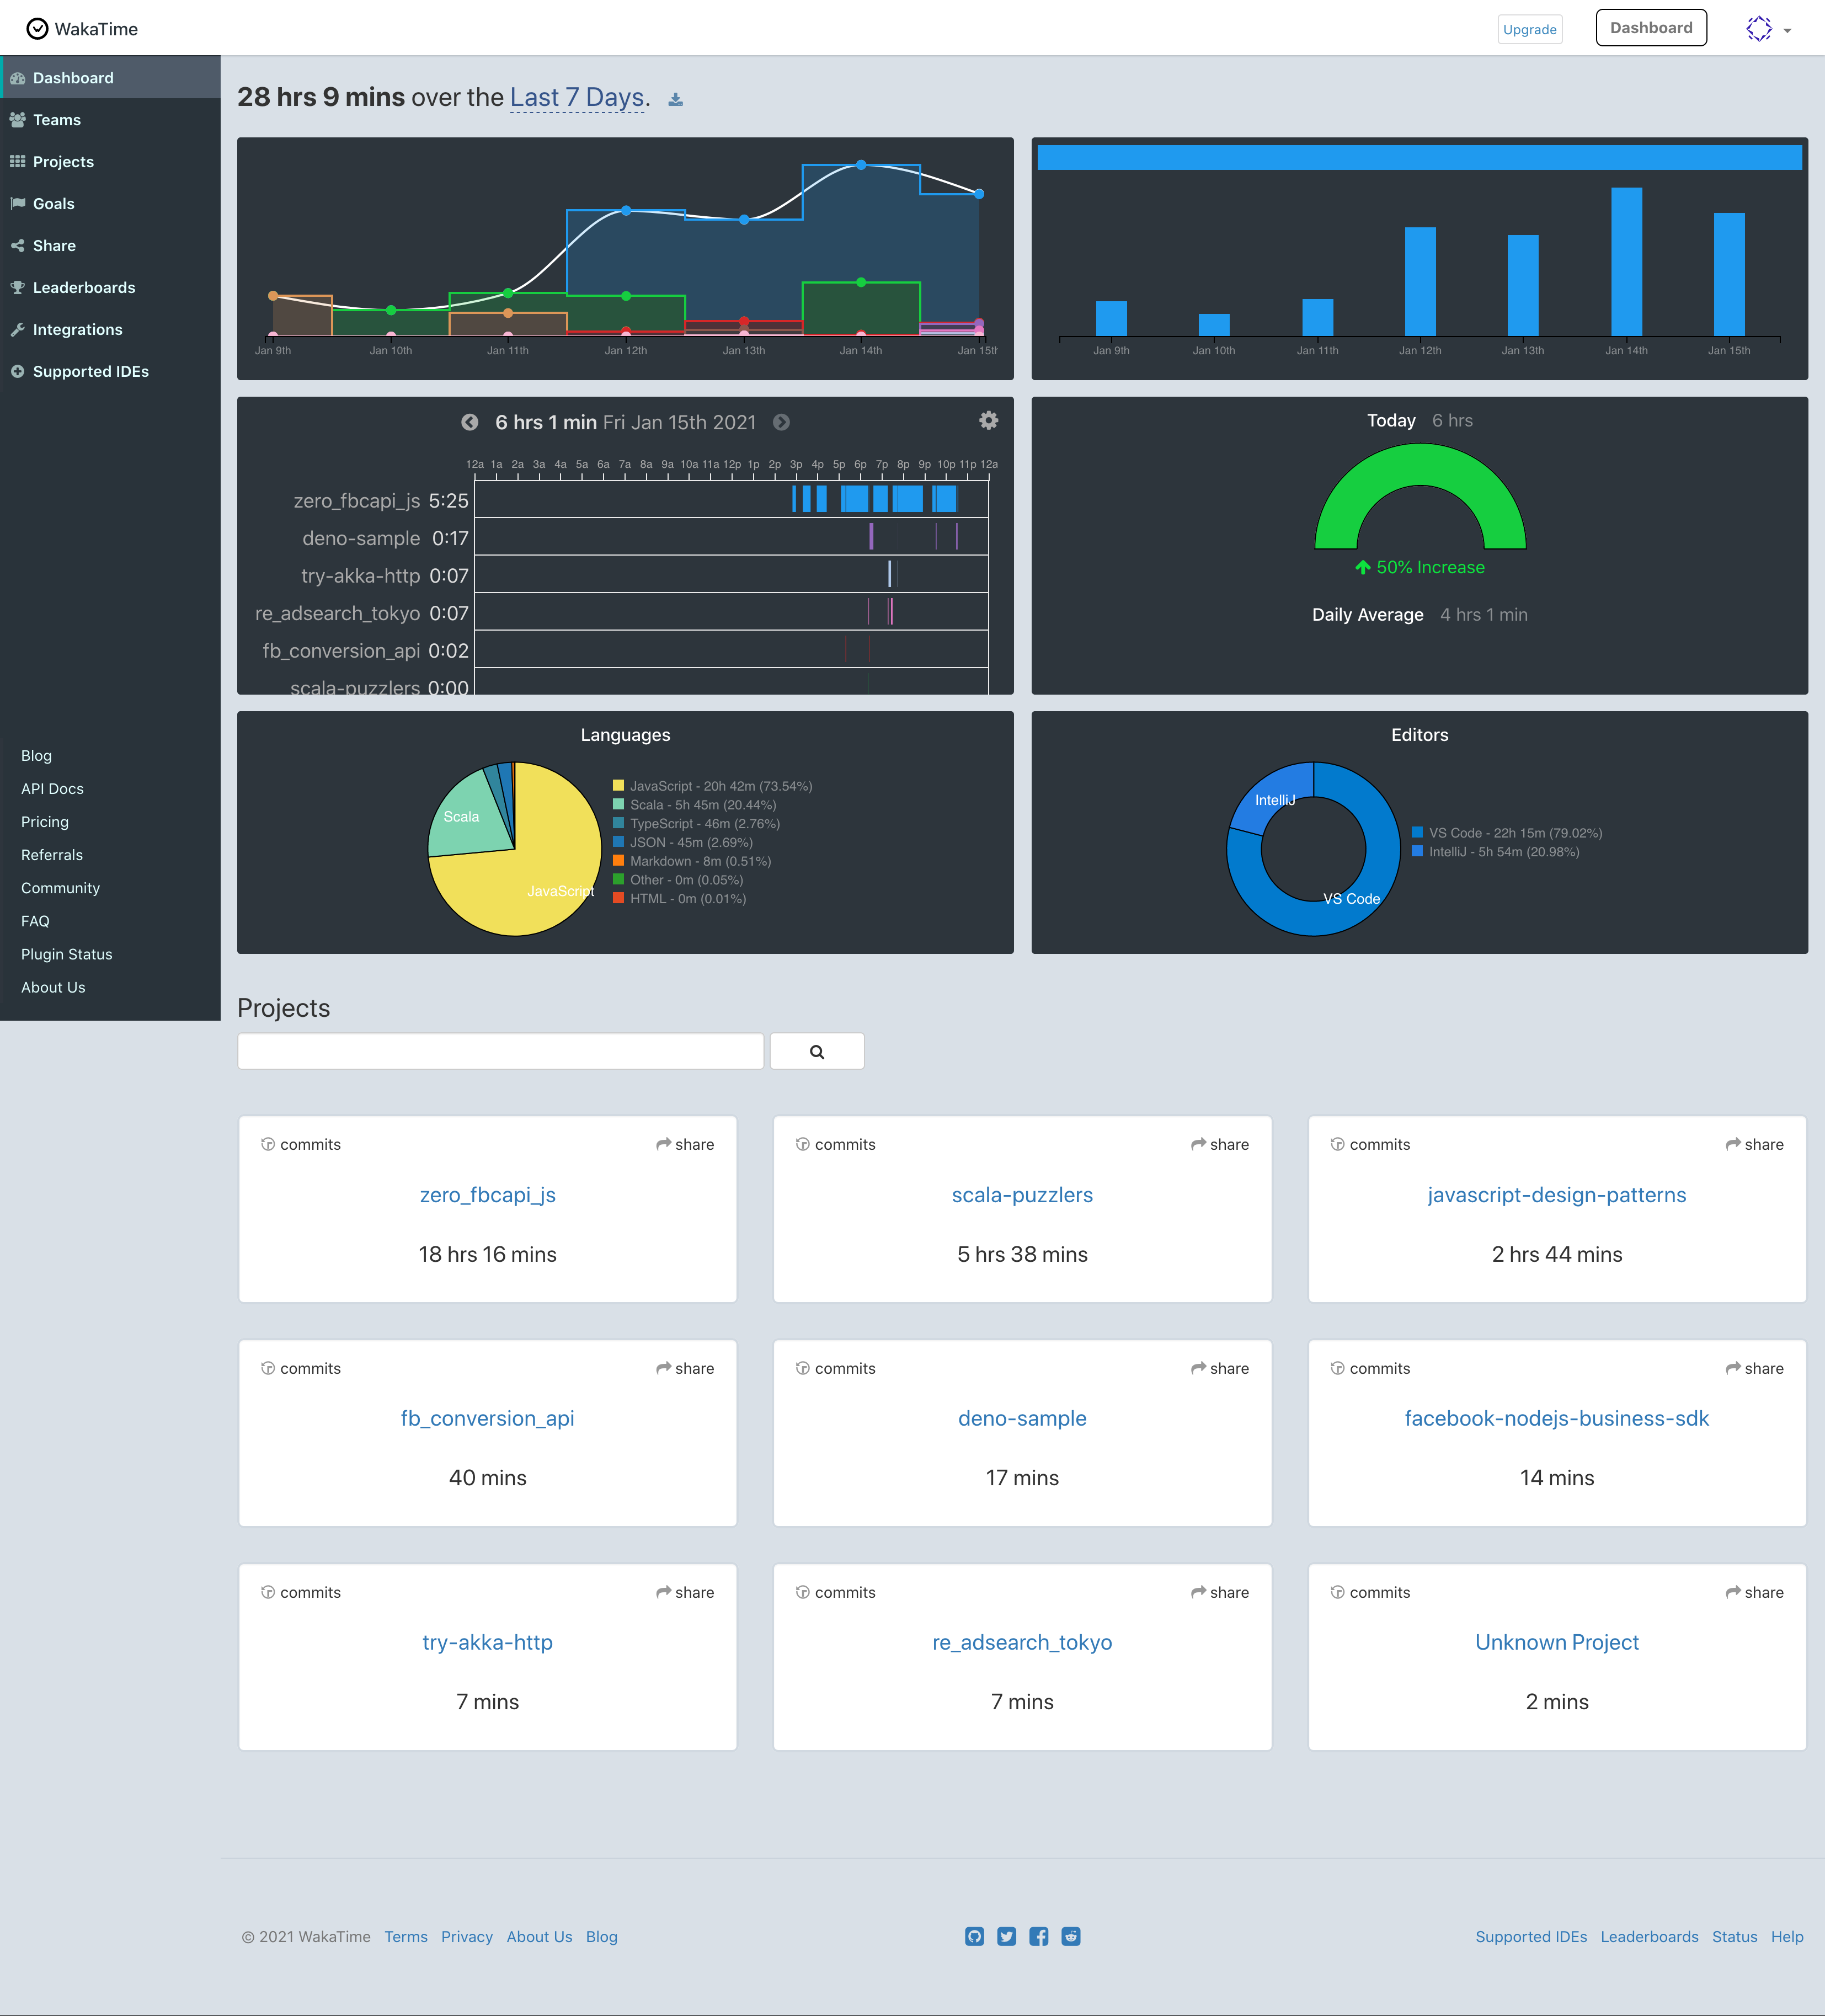 WakaTime
Upgrade
Dashboard
Dashboard
Teams
Projects
Goals
Share
Leaderboards
Integrations
Supported IDEs
Blog
API Docs
Pricing
Referrals
Community
FAQ
Plugin Status
About Us
28 hrs 9 mins over the Last 7 Days.
Jan 9th Jan 10th Jan 11th Jan 12th Jan 13th Jan 14th Jan 15th
Jan 9th Jan 10th Jan 11th Jan 12th Jan 13th Jan 14th Jan 15th
6 hrs 1 min Fri Jan 15th 2021
12a 1a 2a 3a 4a 5a 6a 7a 8a 9a 10a 11a 12p 1p 2p 3p 4p 5p 6p 7p 8p 9p 10p 11p 12a
zero_fbcapi_js 5:25
deno-sample 0:17
try-akka-http 0:07
re_adsearch_tokyo 0:07
fb_conversion_api 0:02
scala-puzzlers 0:00
Today 6 hrs
50% Increase
Daily Average 4 hrs 1 min
Languages
Scala
JavaScript
JavaScript - 20h 42m (73.54%)
Scala - 5h 45m (20.44%)
TypeScript - 46m (2.76%)
JSON - 45m (2.69%)
Markdown - 8m (0.51%)
Other - 0m (0.05%)
HTML - 0m (0.01%)
Editors
IntelliJ
VS Code
VS Code - 22h 15m (79.02%)
IntelliJ - 5h 54m (20.98%)
Projects
commits share
zero_fbcapi_js
18 hrs 16 mins
commits share
scala-puzzlers
5 hrs 38 mins
commits share
javascript-design-patterns
2 hrs 44 mins
commits share
fb_conversion_api
40 mins
commits share
deno-sample
17 mins
commits share
facebook-nodejs-business-sdk
14 mins
commits share
try-akka-http
7 mins
commits share
re_adsearch_tokyo
7 mins
commits share
Unknown Project
2 mins
© 2021 WakaTime Terms Privacy About Us Blog
Supported IDEs Leaderboards Status Help